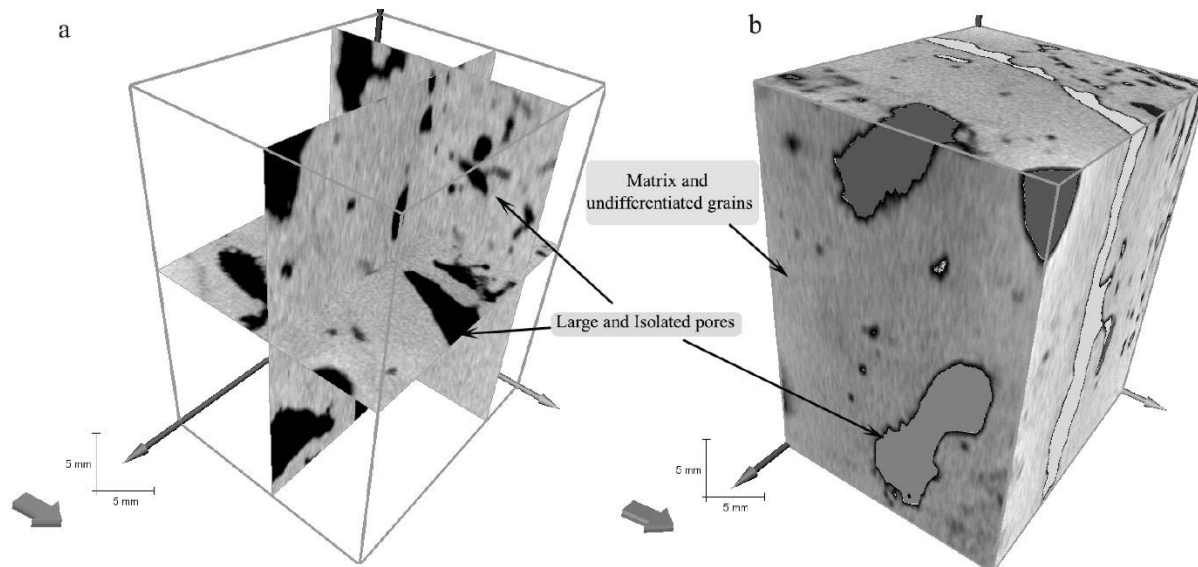 a
b
Matrix and
undifferentiated grains
Large and Isolated pores
5 mm
5 mm
5 mm
5 mm